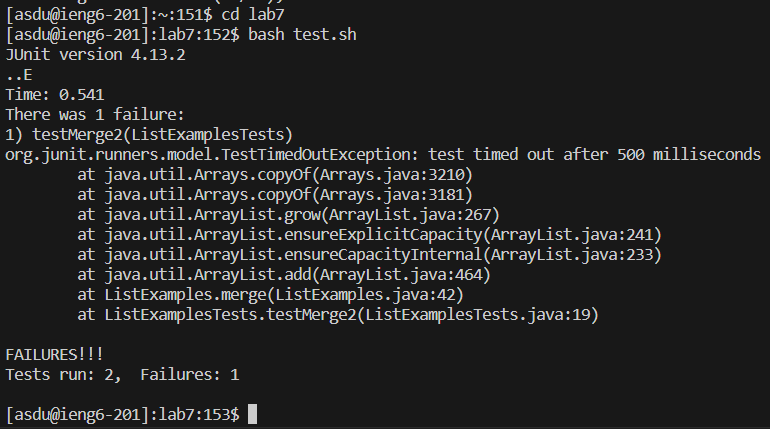 [asdu@ieng6-201]:~:151$ cd lab7
[asdu@ieng6-201]:lab7:152$ bash test.sh
JUnit version 4.13.2
..E
Time: 0.541
There was 1 failure:
1) testMerge2(ListExamplesTests)
org.junit.runners.model.TestTimedOutException: test timed out after 500 milliseconds
        at java.util.Arrays.copyOf(Arrays.java:3210)
        at java.util.Arrays.copyOf(Arrays.java:3181)
        at java.util.ArrayList.grow(ArrayList.java:267)
        at java.util.ArrayList.ensureExplicitCapacity(ArrayList.java:241)
        at java.util.ArrayList.ensureCapacityInternal(ArrayList.java:233)
        at java.util.ArrayList.add(ArrayList.java:464)
        at ListExamples.merge(ListExamples.java:42)
        at ListExamplesTests.testMerge2(ListExamplesTests.java:19)

FAILURES!!!
Tests run: 2,  Failures: 1

[asdu@ieng6-201]:lab7:153$